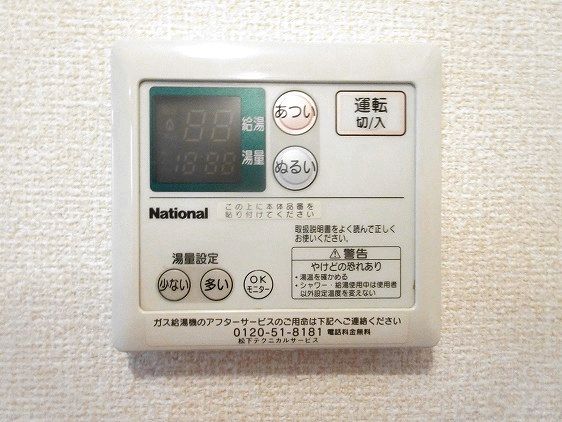 88
給湯
18:88
湯量
あつい
ぬるい
運転
切/入
National
この上に本体品番を
貼り付けてください
取扱説明書をよく読んで正しく
お使いください。
湯量設定
少ない
多い
OK
モニター
⚠警告
やけどの恐れあり
・湯温を確かめる
・シャワー・給湯使用中は使用者
以外設定温度を変えない
ガス給湯機のアフターサービスのご用命は下記へご連絡ください
0120-51-8181 電話料金無料
松下テクニカルサービス